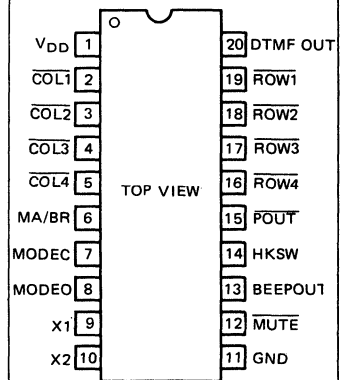 VDD 1 20 DTMF OUT
COL1 2 19 ROW1
COL2 3 18 ROW2
COL3 4 17 ROW3
COL4 5 16 ROW4
TOP VIEW
MA/BR 6 15 POUT
MODEC 7 14 HKSW
MODEO 8 13 BEEPOUT
X1 9 12 MUTE
X2 10 11 GND